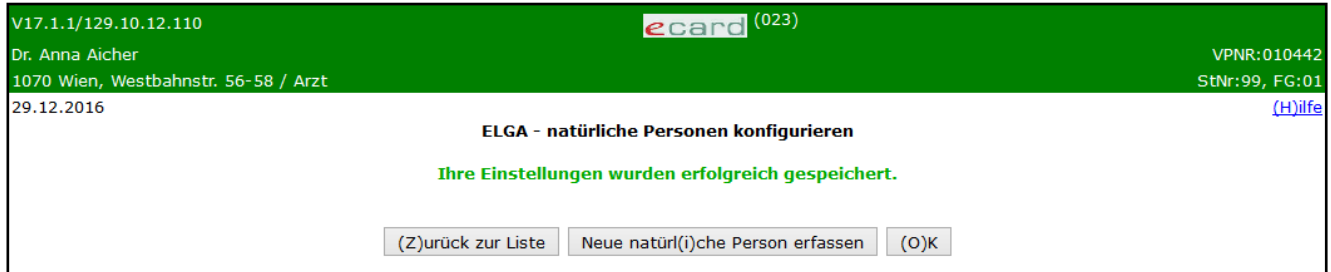 V17.1.1/129.10.12.110 ecard (023)
Dr. Anna Aicher VPNR:010442
1070 Wien, Westbahnstr. 56-58 / Arzt StNr:99, FG:01
29.12.2016 (H)ilfe
ELGA - natürliche Personen konfigurieren
Ihre Einstellungen wurden erfolgreich gespeichert.
(Z)urück zur Liste Neue natürl(i)che Person erfassen (O)K